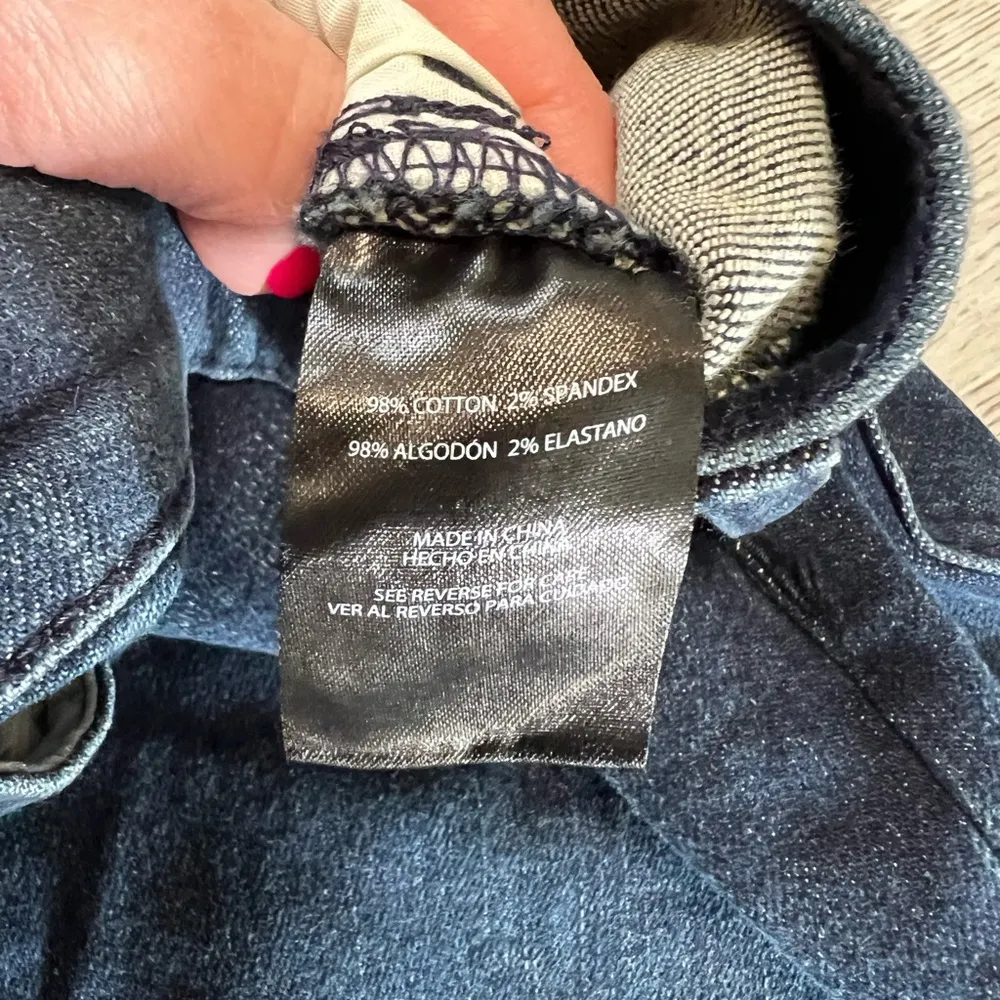 98% COTTON 2% SPANDEX
98% ALGODÓN 2% ELASTANO
MADE IN CHINA
HECHO EN CHINA
SEE REVERSE FOR CARE
VER AL REVERSO PARA CUIDADO